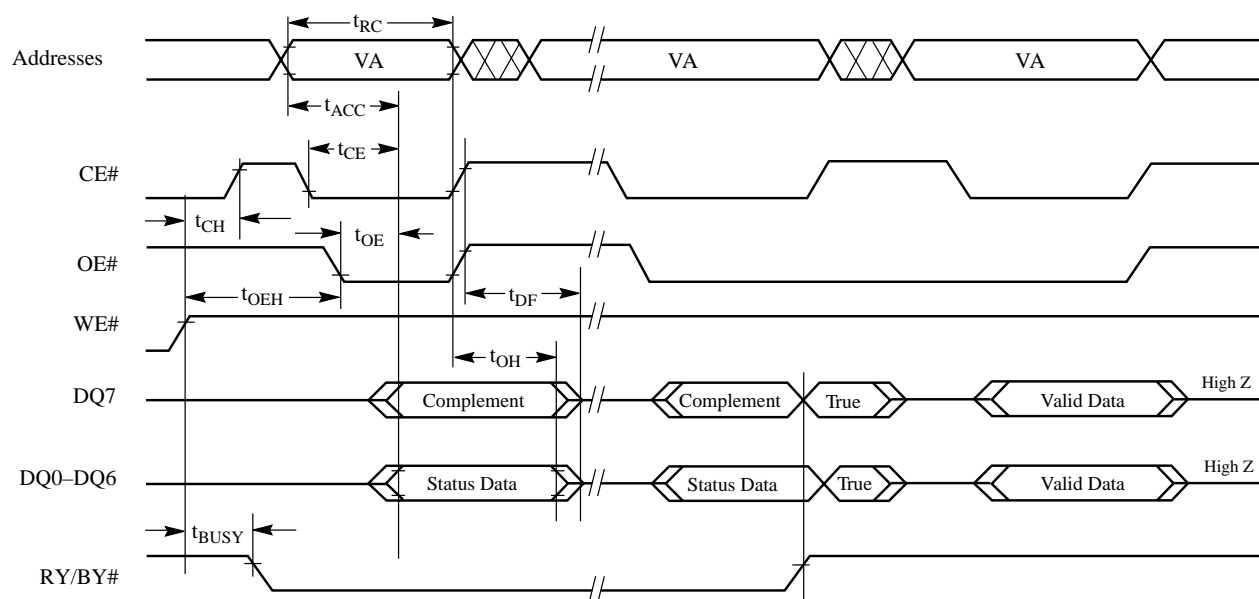 tRC
Addresses VA VA VA
tACC
tCE
CE#
tCH tOE
OE#
tOEH tDF
WE#
tOH
DQ7 Complement Complement True Valid Data High Z
DQ0–DQ6 Status Data Status Data True Valid Data High Z
tBUSY
RY/BY#